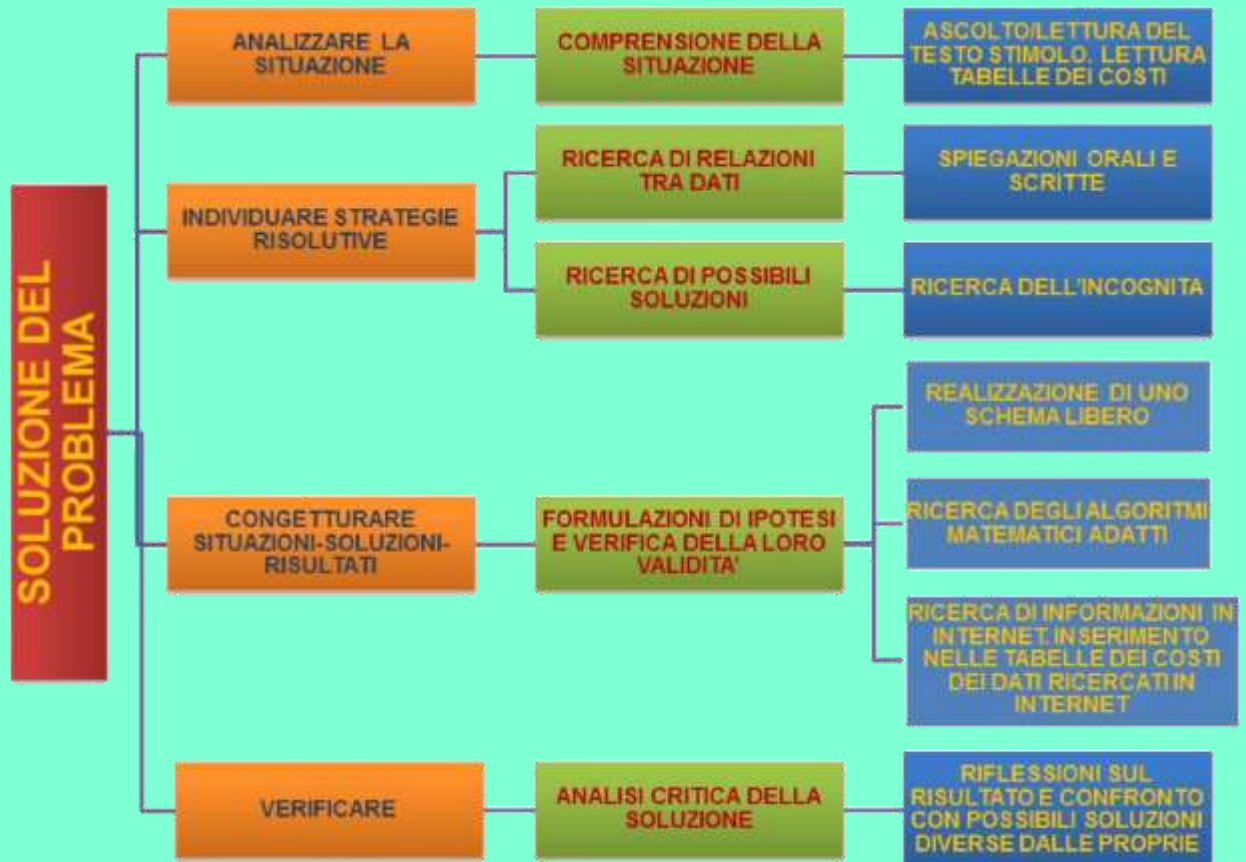 SOLUZIONE DEL
PROBLEMA
ANALIZZARE LA
SITUAZIONE
COMPRENSIONE DELLA
SITUAZIONE
ASCOLTO/LETTURA DEL
TESTO STIMOLO. LETTURA
TABELLE DEI COSTI
INDIVIDUARE STRATEGIE
RISOLUTIVE
RICERCA DI RELAZIONI
TRA DATI
SPIEGAZIONI ORALI E
SCRITTE
RICERCA DI POSSIBILI
SOLUZIONI
RICERCA DELL'INCOGNITA
CONGETTURARE
SITUAZIONI-SOLUZIONI-
RISULTATI
FORMULAZIONI DI IPOTESI
E VERIFICA DELLA LORO
VALIDITA'
REALIZZAZIONE DI UNO
SCHEMA LIBERO
RICERCA DEGLI ALGORITMI
MATEMATICI ADATTI
RICERCA DI INFORMAZIONI IN
INTERNET. INSERIMENTO
NELLE TABELLE DEI COSTI
DEI DATI RICERCATI IN
INTERNET
VERIFICARE
ANALISI CRITICA DELLA
SOLUZIONE
RIFLESSIONI SUL
RISULTATO E CONFRONTO
CON POSSIBILI SOLUZIONI
DIVERSE DALLE PROPRIE